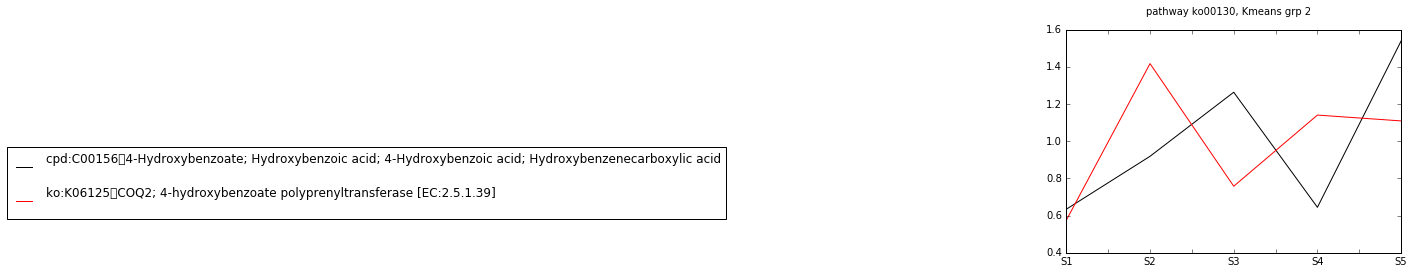 pathway ko00130, Kmeans grp 2
cpd:C00156▯4-Hydroxybenzoate; Hydroxybenzoic acid; 4-Hydroxybenzoic acid; Hydroxybenzenecarboxylic acid
ko:K06125▯COQ2; 4-hydroxybenzoate polyprenyltransferase [EC:2.5.1.39]
1.6
1.4
1.2
1.0
0.8
0.6
0.4
S1 S2 S3 S4 S5